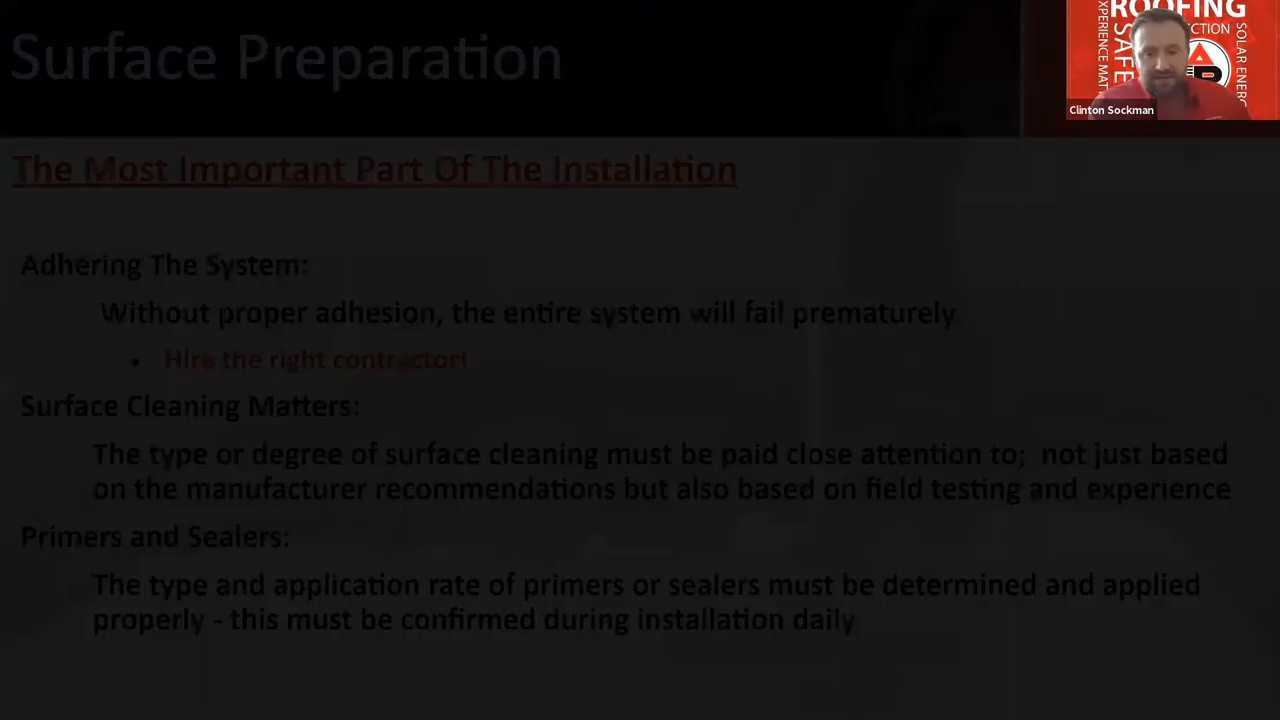 Surface Preparation
ROOFING
XPERIENCE MAT
SAFE
CTION
SOLAR ENERG
Clinton Sockman
The Most Important Part Of The Installation
Adhering The System:
Without proper adhesion, the entire system will fail prematurely.
• Hire the right contractor!
Surface Cleaning Matters:
The type or degree of surface cleaning must be paid close attention to; not just based
on the manufacturer recommendations but also based on field testing and experience
Primers and Sealers:
The type and application rate of primers or sealers must be determined and applied
properly - this must be confirmed during installation daily